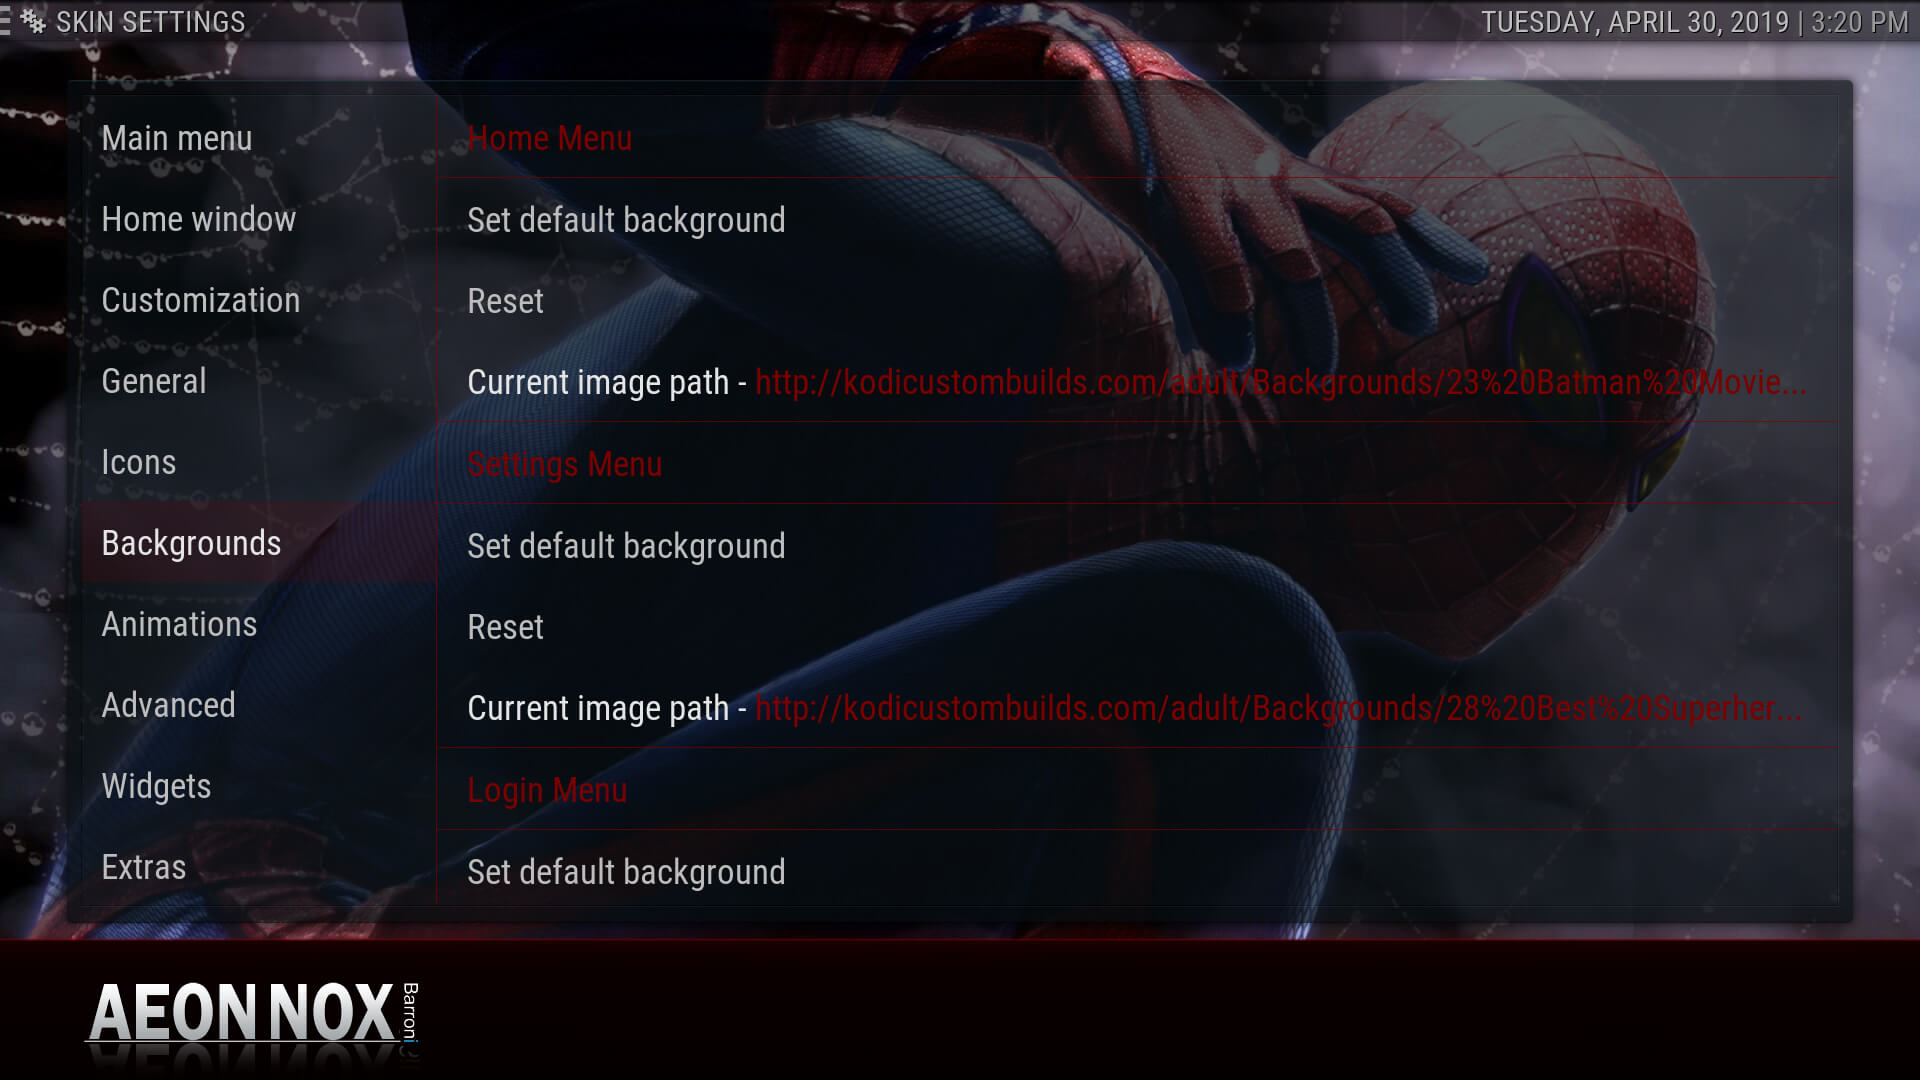 SKIN SETTINGS
TUESDAY, APRIL 30, 2019 | 3:20 PM
Main menu
Home window
Customization
General
Icons
Backgrounds
Animations
Advanced
Widgets
Extras
Home Menu
Set default background
Reset
Current image path - http://kodicustombuilds.com/adult/Backgrounds/23%20Batman%20Movie...
Settings Menu
Set default background
Reset
Current image path - http://kodicustombuilds.com/adult/Backgrounds/28%20Best%20Superher...
Login Menu
Set default background
AEON NOX
Barroni